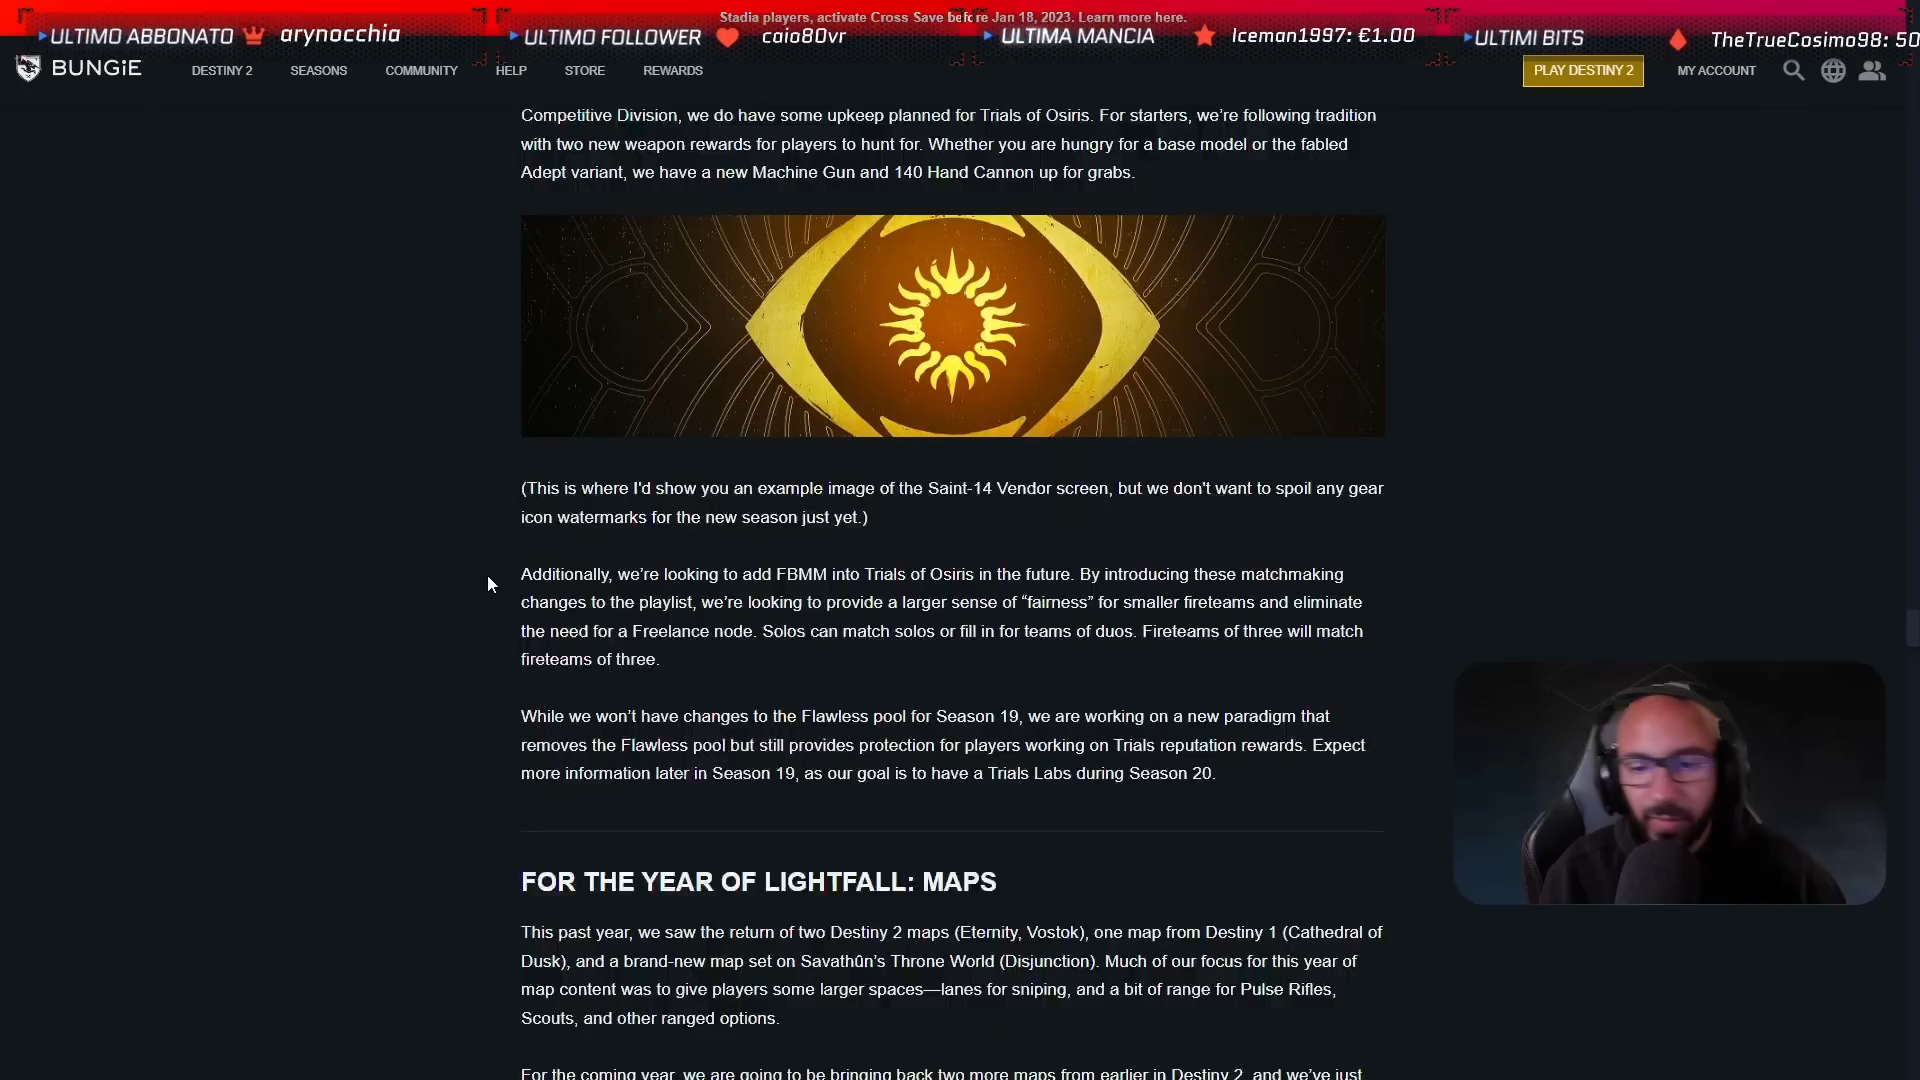 Stadia players, activate Cross Save before Jan 18, 2023. Learn more here.
ULTIMO ABBONATO arynocchia ULTIMO FOLLOWER caio80vr ULTIMA MANCIA Iceman1997: €1.00 ULTIMI BITS TheTrueCosimo98: 50
BUNGiE DESTINY 2 SEASONS COMMUNITY HELP STORE REWARDS PLAY DESTINY 2 MY ACCOUNT
Competitive Division, we do have some upkeep planned for Trials of Osiris. For starters, we’re following tradition
with two new weapon rewards for players to hunt for. Whether you are hungry for a base model or the fabled
Adept variant, we have a new Machine Gun and 140 Hand Cannon up for grabs.
(This is where I'd show you an example image of the Saint-14 Vendor screen, but we don't want to spoil any gear
icon watermarks for the new season just yet.)
Additionally, we’re looking to add FBMM into Trials of Osiris in the future. By introducing these matchmaking
changes to the playlist, we’re looking to provide a larger sense of “fairness” for smaller fireteams and eliminate
the need for a Freelance node. Solos can match solos or fill in for teams of duos. Fireteams of three will match
fireteams of three.
While we won’t have changes to the Flawless pool for Season 19, we are working on a new paradigm that
removes the Flawless pool but still provides protection for players working on Trials reputation rewards. Expect
more information later in Season 19, as our goal is to have a Trials Labs during Season 20.
FOR THE YEAR OF LIGHTFALL: MAPS
This past year, we saw the return of two Destiny 2 maps (Eternity, Vostok), one map from Destiny 1 (Cathedral of
Dusk), and a brand-new map set on Savathûn’s Throne World (Disjunction). Much of our focus for this year of
map content was to give players some larger spaces—lanes for sniping, and a bit of range for Pulse Rifles,
Scouts, and other ranged options.
For the coming year, we are going to be bringing back two more maps from earlier in Destiny 2, and we’ve just